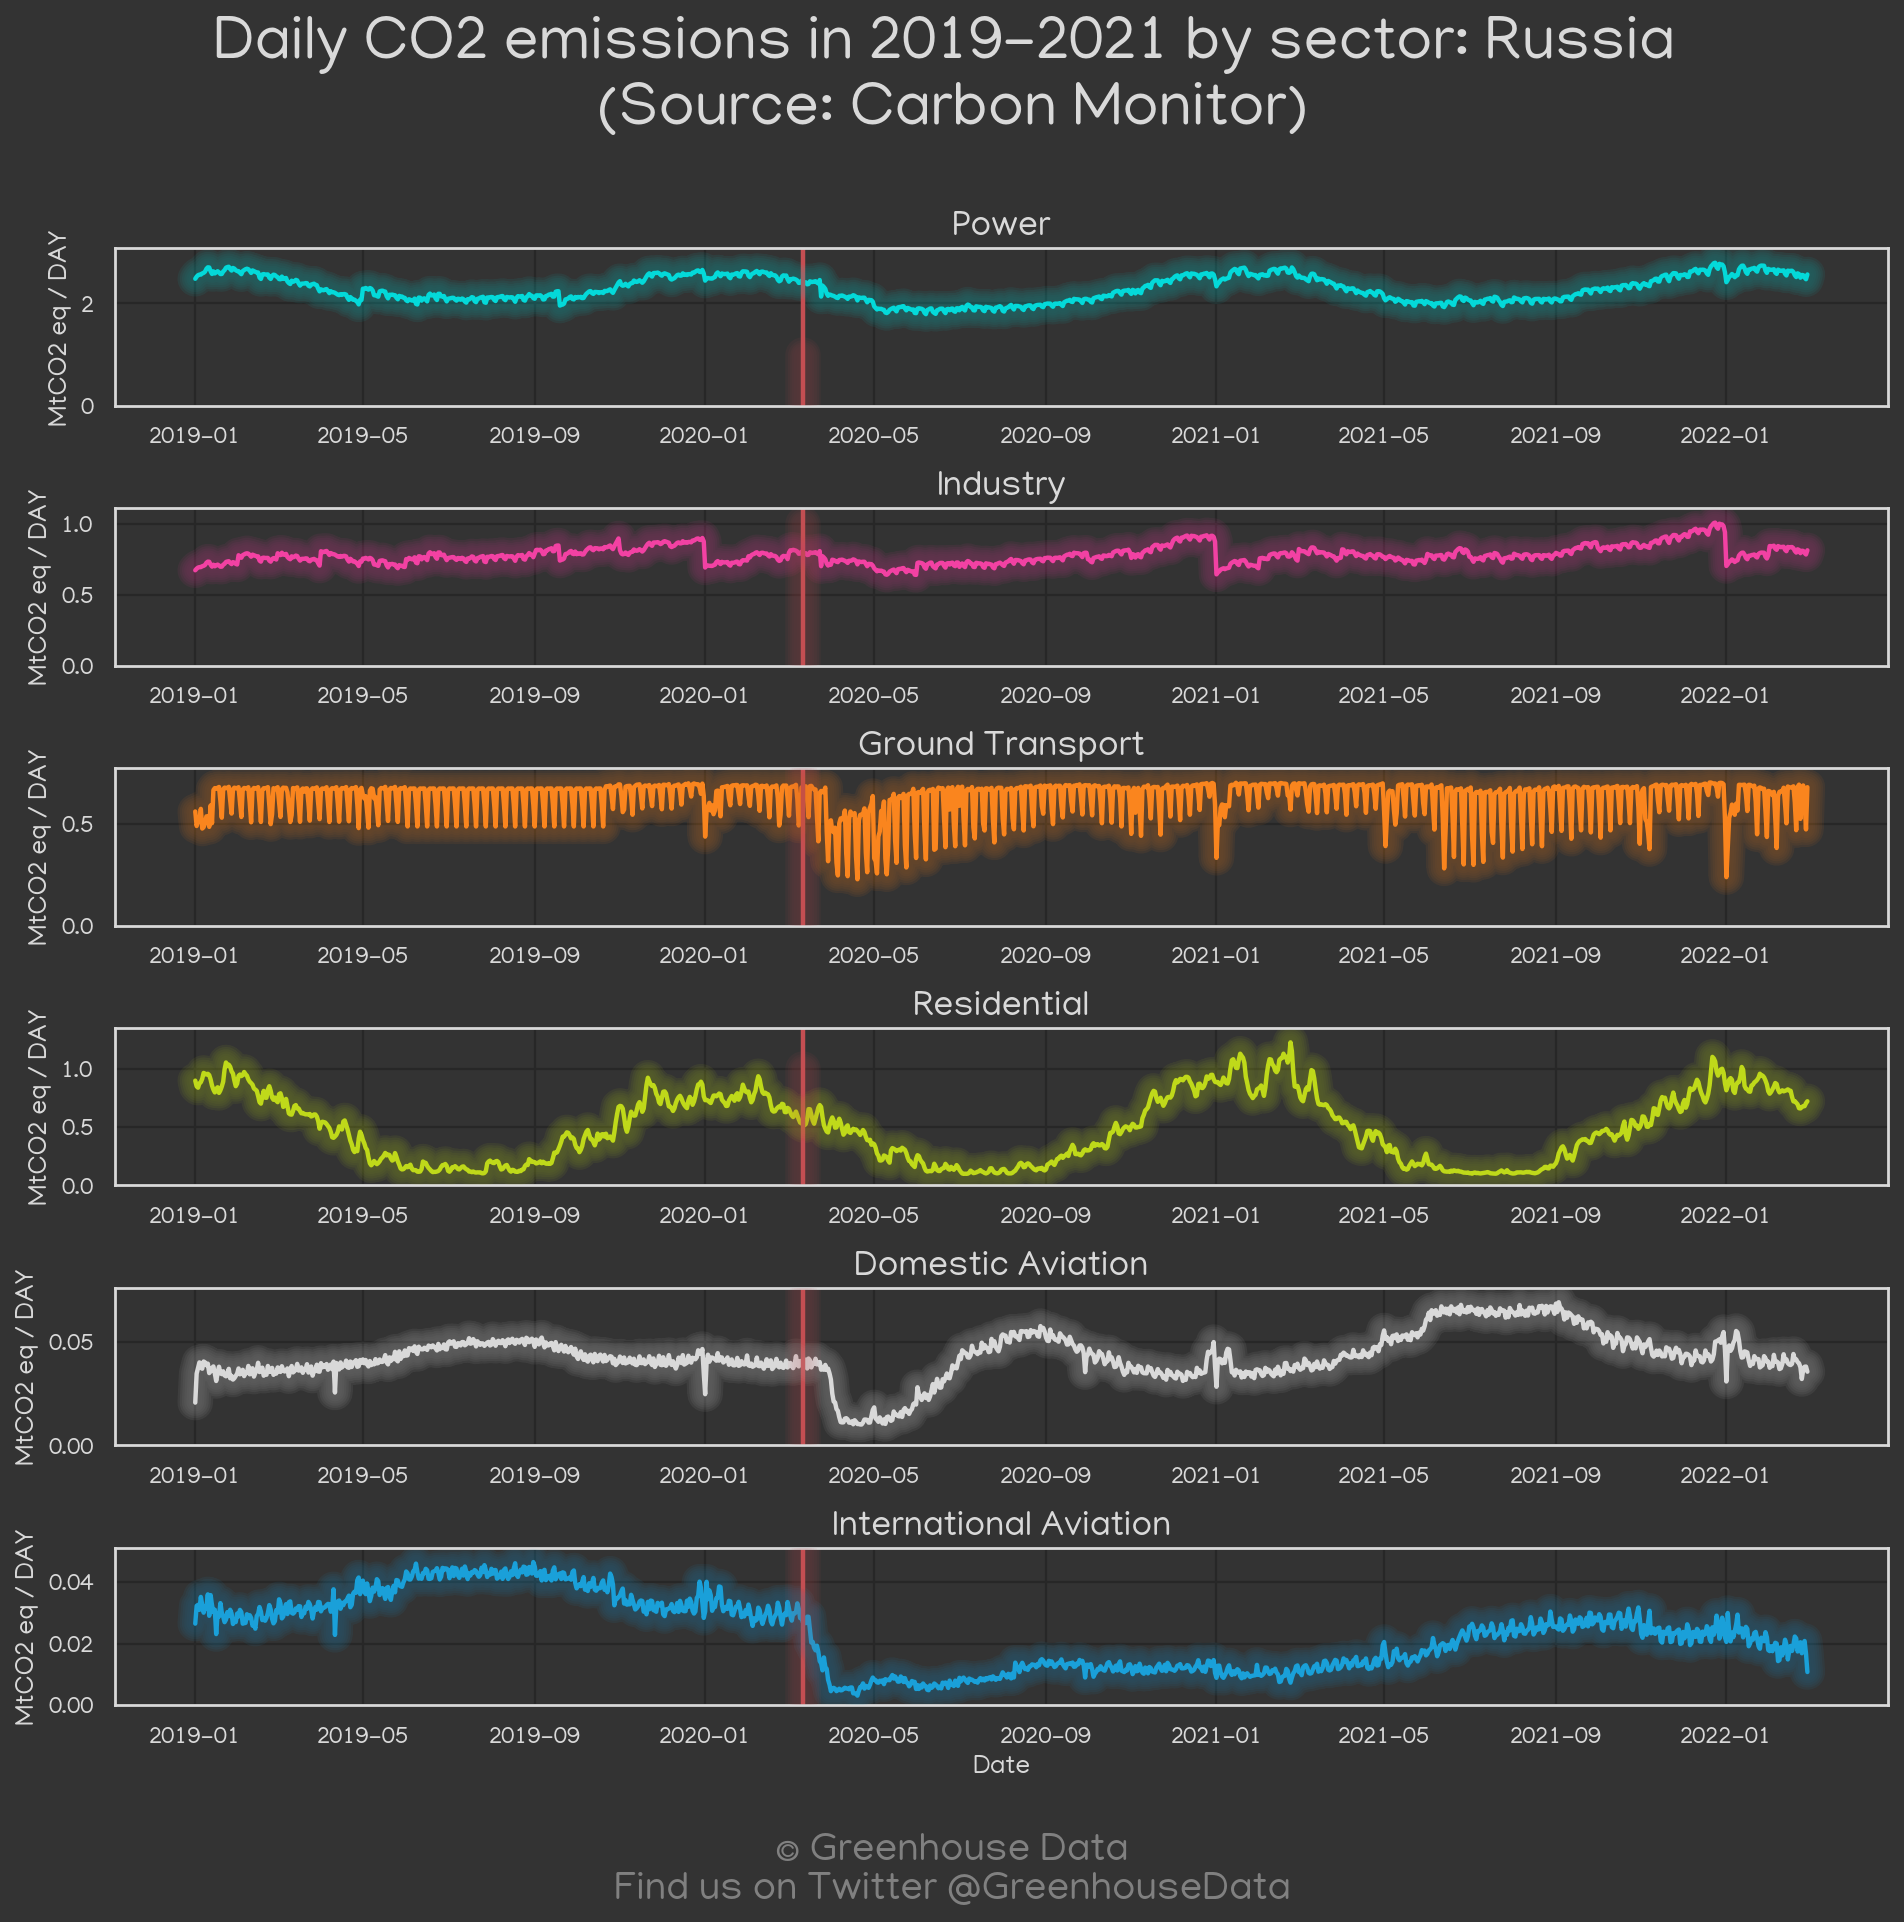 Daily CO2 emissions in 2019-2021 by sector: Russia
(Source: Carbon Monitor)
Power
MtCO2 eq / DAY
2
0
2019-01 2019-05 2019-09 2020-01 2020-05 2020-09 2021-01 2021-05 2021-09 2022-01
Industry
MtCO2 eq / DAY
1.0
0.5
0.0
2019-01 2019-05 2019-09 2020-01 2020-05 2020-09 2021-01 2021-05 2021-09 2022-01
Ground Transport
MtCO2 eq / DAY
0.5
0.0
2019-01 2019-05 2019-09 2020-01 2020-05 2020-09 2021-01 2021-05 2021-09 2022-01
Residential
MtCO2 eq / DAY
1.0
0.5
0.0
2019-01 2019-05 2019-09 2020-01 2020-05 2020-09 2021-01 2021-05 2021-09 2022-01
Domestic Aviation
MtCO2 eq / DAY
0.05
0.00
2019-01 2019-05 2019-09 2020-01 2020-05 2020-09 2021-01 2021-05 2021-09 2022-01
International Aviation
MtCO2 eq / DAY
0.04
0.02
0.00
2019-01 2019-05 2019-09 2020-01 2020-05 2020-09 2021-01 2021-05 2021-09 2022-01
Date
© Greenhouse Data
Find us on Twitter @GreenhouseData